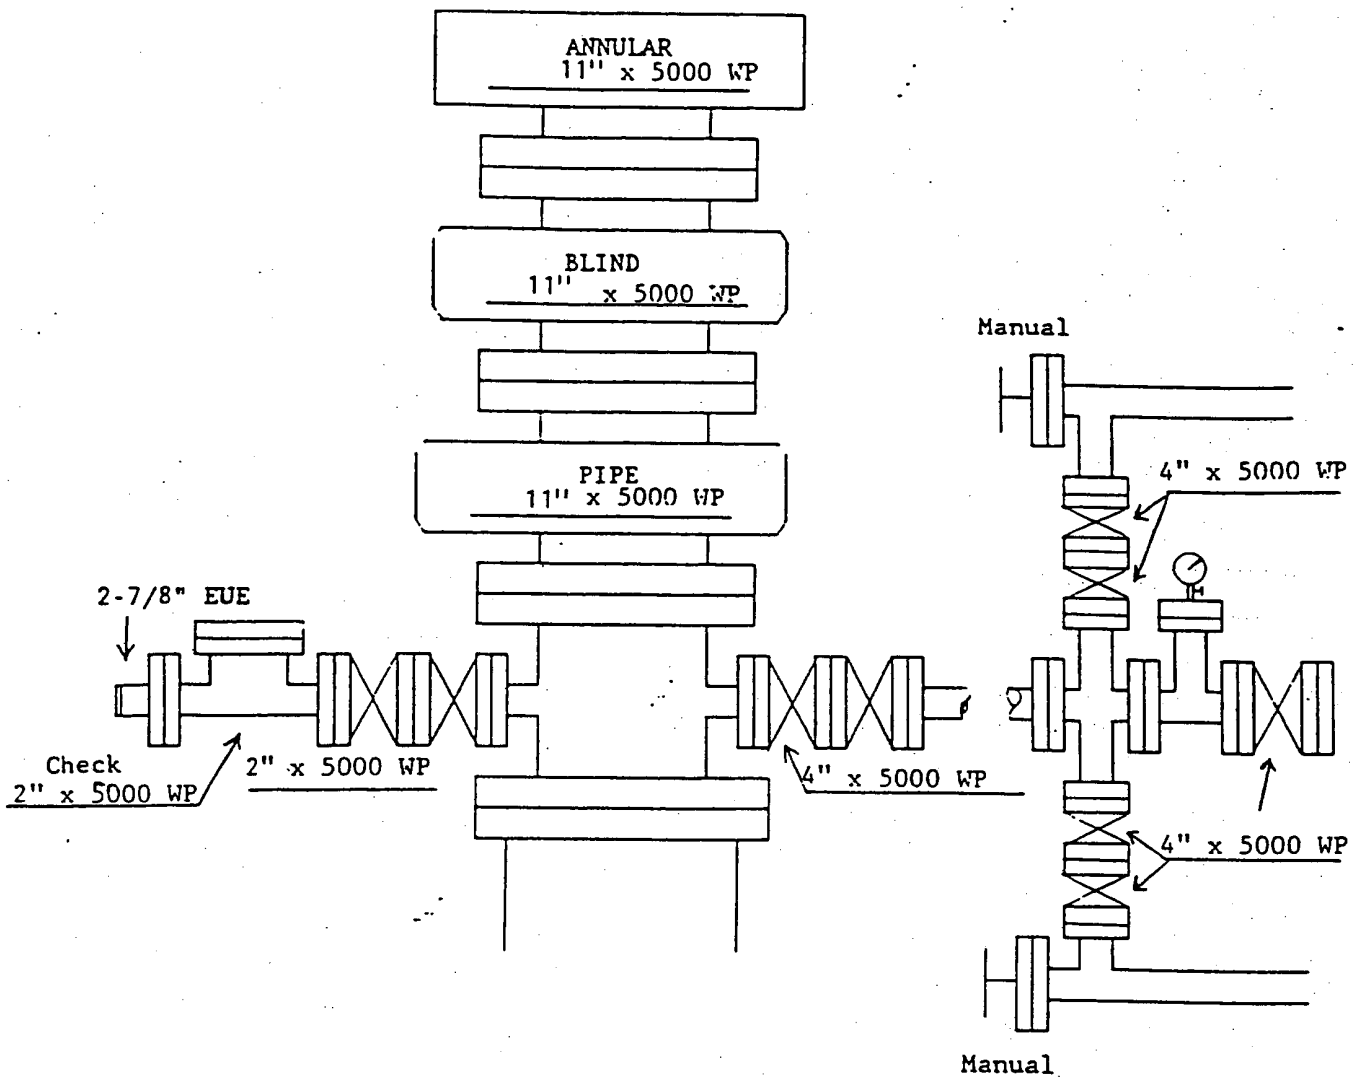 ANNULAR
11" x 5000 WP
BLIND
11" x 5000 WP
Manual
PIPE
11" x 5000 WP
4" x 5000 WP
2-7/8" EUE
Check
2" x 5000 WP
2" x 5000 WP
4" x 5000 WP
4" x 5000 WP
Manual